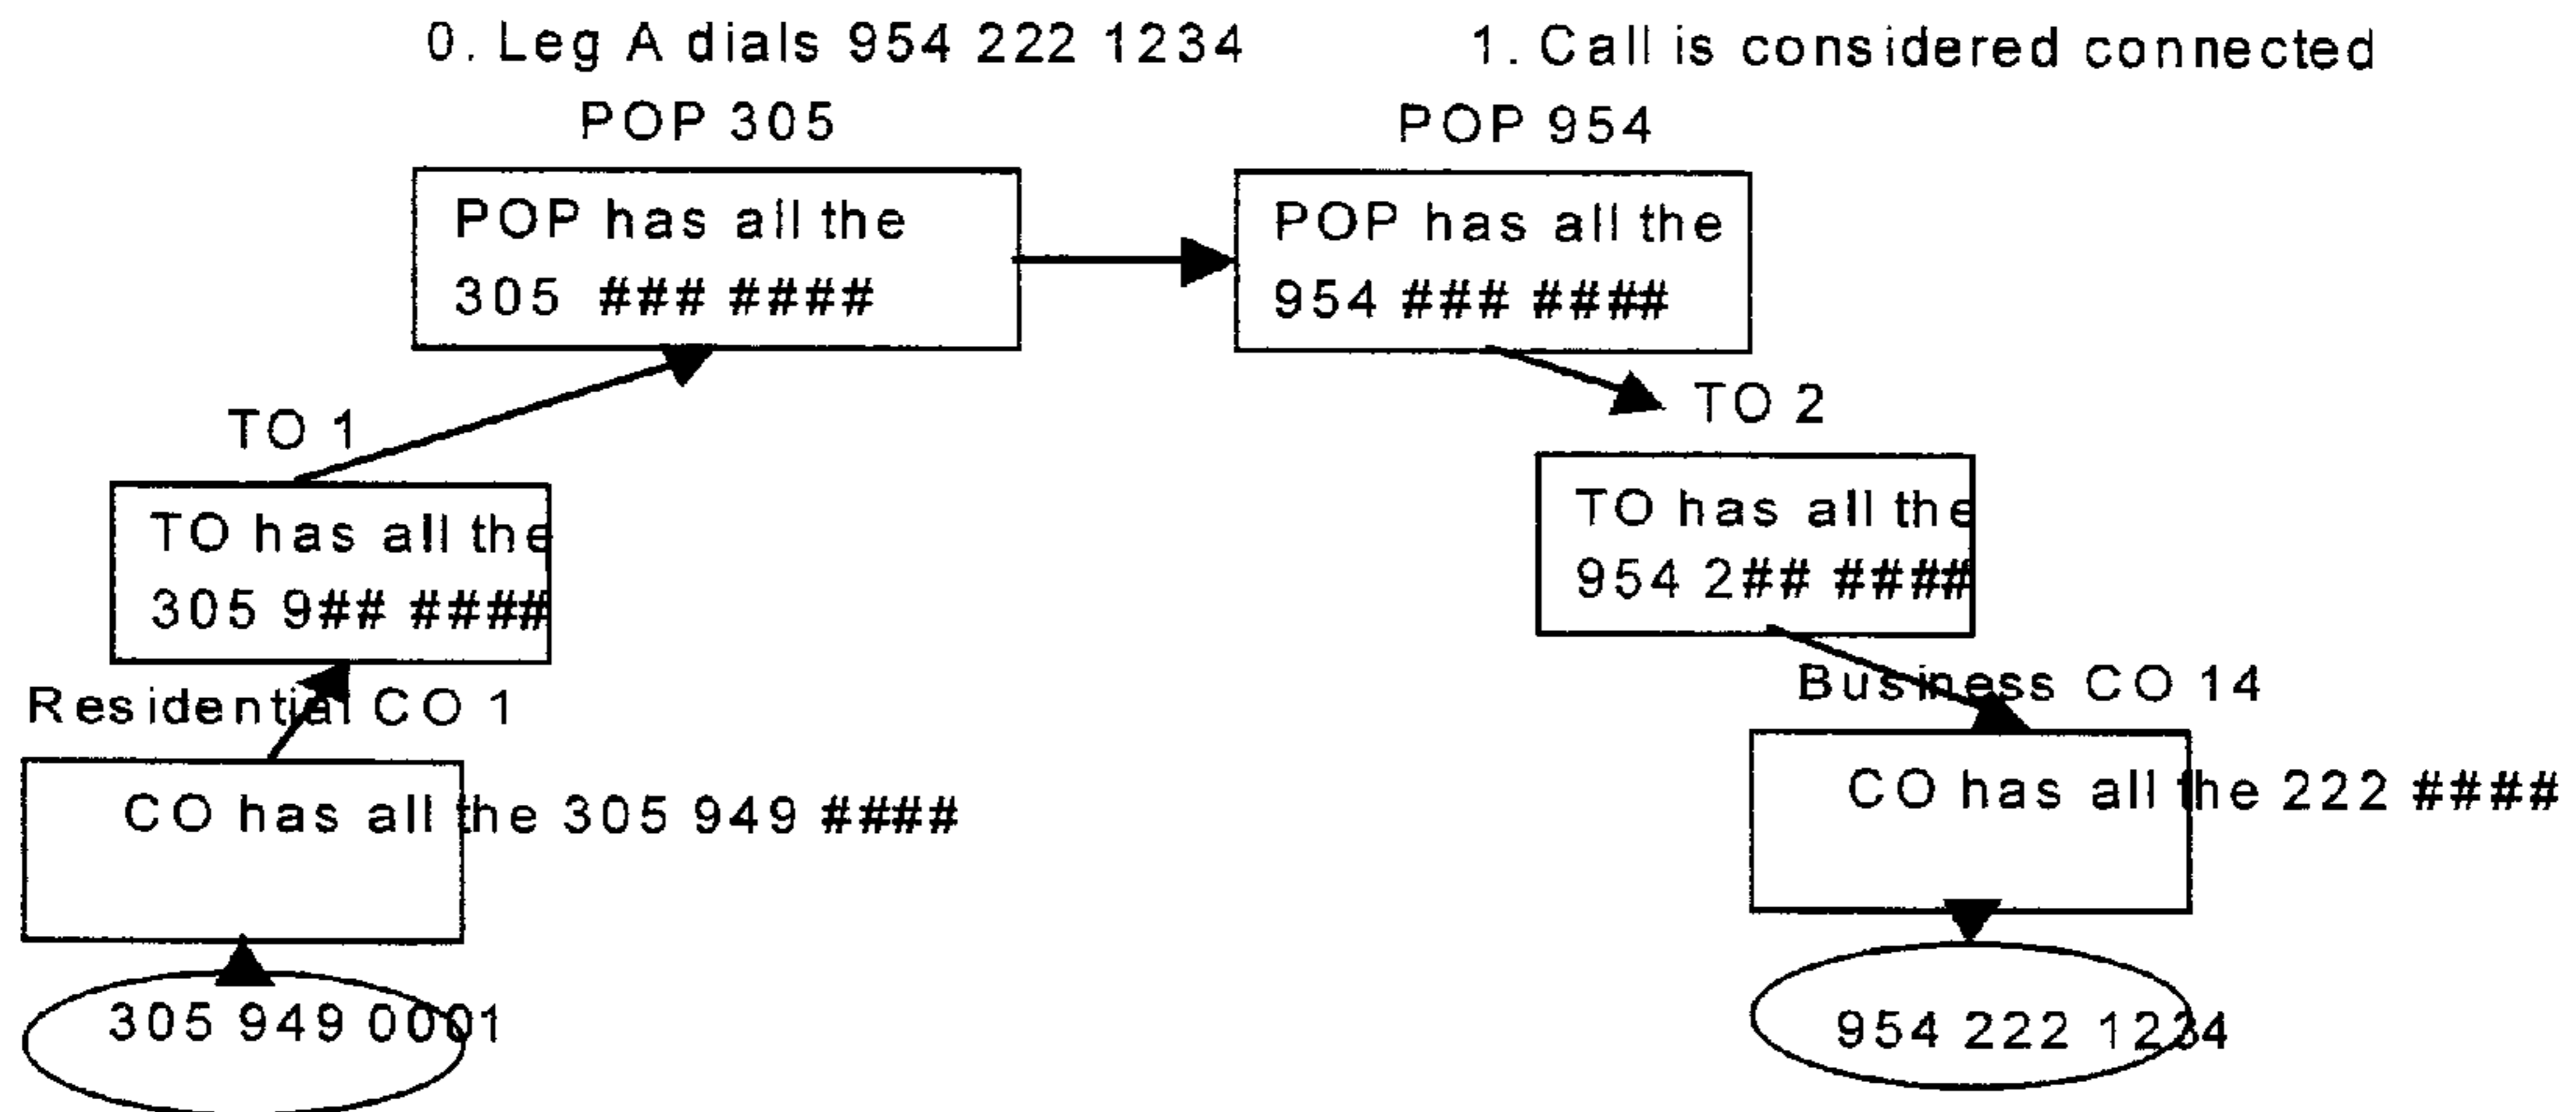 0. Leg A dials 954 222 1234
1. Call is considered connected
POP 305
POP 954
POP has all the
305 ### ####
POP has all the
954 ### ####
TO 1
TO 2
TO has all the
305 9## ####
TO has all the
954 2## ####
Residential CO 1
Business CO 14
CO has all the 305 949 ####
CO has all the 222 ####
305 949 0001
954 222 1234